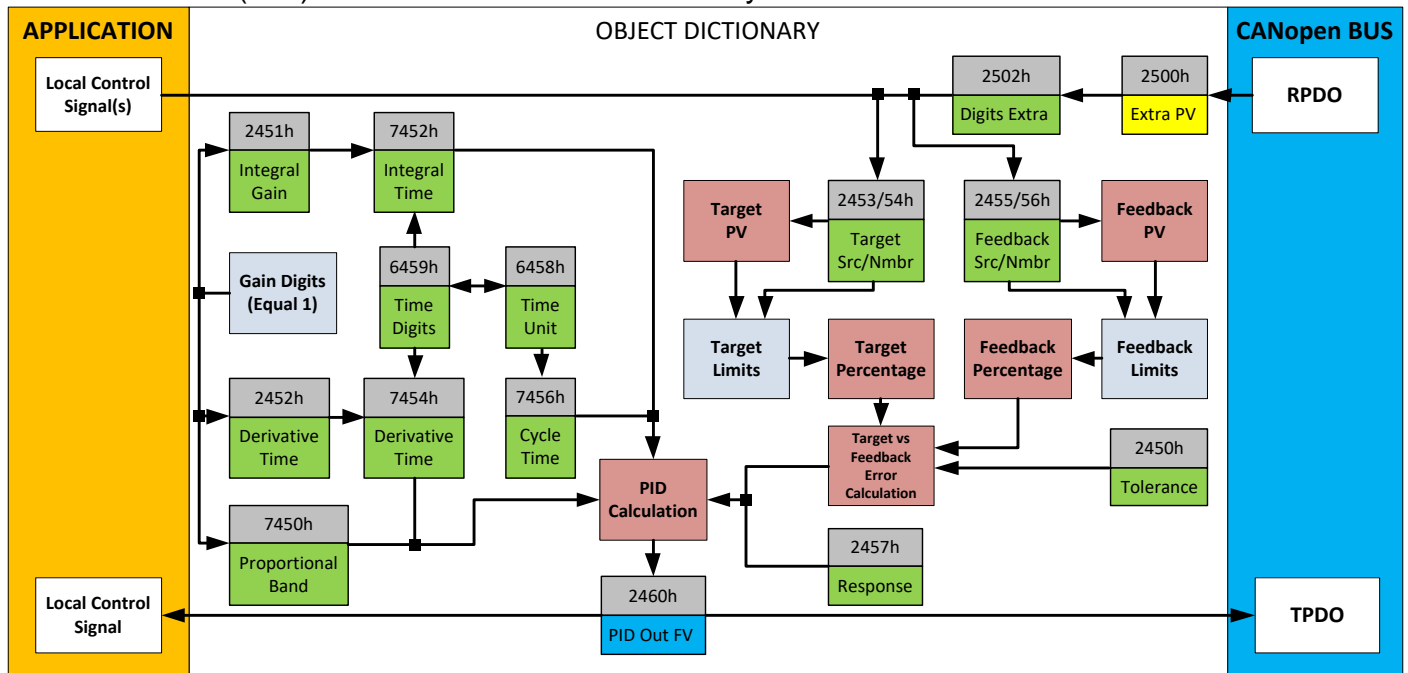 APPLICATION
OBJECT DICTIONARY
CANopen BUS
Local Control
Signal(s)
2502h
Digits Extra
2500h
Extra PV
RPDO
2451h
Integral
Gain
7452h
Integral
Time
Target
PV
2453/54h
Target
Src/Nmbr
2455/56h
Feedback
Src/Nmbr
Feedback
PV
Gain Digits
(Equal 1)
6459h
Time
Digits
6458h
Time
Unit
Target
Limits
Target
Percentage
Feedback
Percentage
Feedback
Limits
2452h
Derivative
Time
7454h
Derivative
Time
7456h
Cycle
Time
Target vs
Feedback
Error
Calculation
2450h
Tolerance
PID
Calculation
7450h
Proportional
Band
2457h
Response
Local Control
Signal
2460h
PID Out FV
TPDO